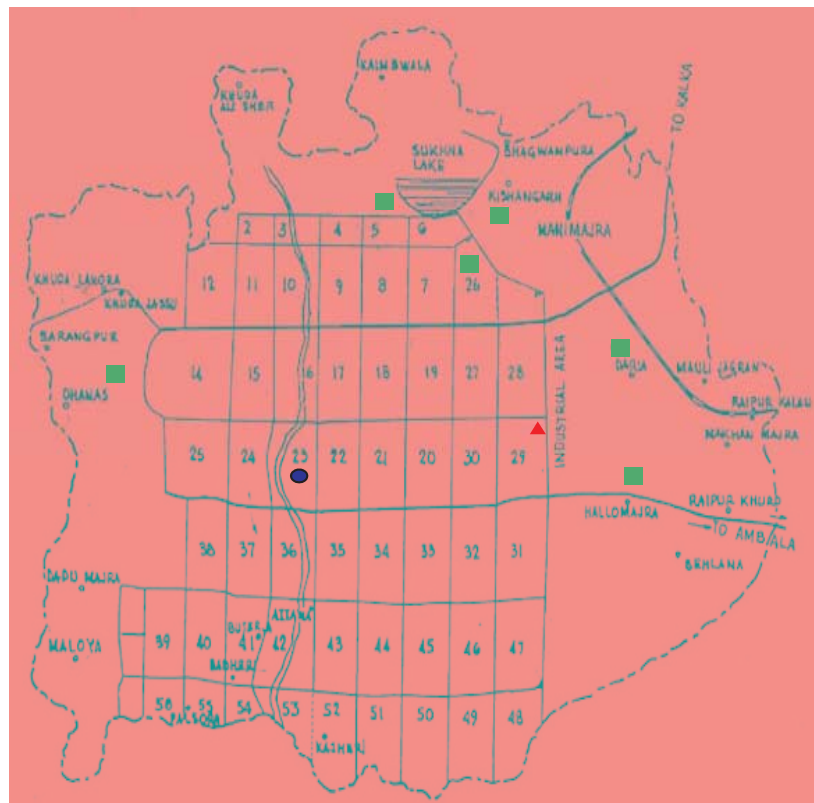 KAIMBWALA
KHUDA
ALI SHER
TO KALKA
SUKHNA
LAKE
BHAGWANPURA
KISHANGARH
MANIMAJRA
2 3 4 5 6
KHUDA LAHORA
KHUDA JASSU
12 11 10 9 8 7 26
SARANGPUR
DHANAS
14 15 16 17 18 19 27 28
INDUSTRIAL AREA
DARIA
MAULI JAGRAN
RAIPUR KALAN
MAKHAN MAJRA
25 24 23 22 21 20 30 29
HALLOMAJRA
RAIPUR KHURD
TO AMBALA
BEHLANA
38 37 36 35 34 33 32 31
DADU MAJRA
MALOYA
ATTAWA
BUTERLA
39 40 41 42 43 44 45 46 47
BADHERI
56 55 54 53 52 51 50 49 48
PALSORA
KAJHERI